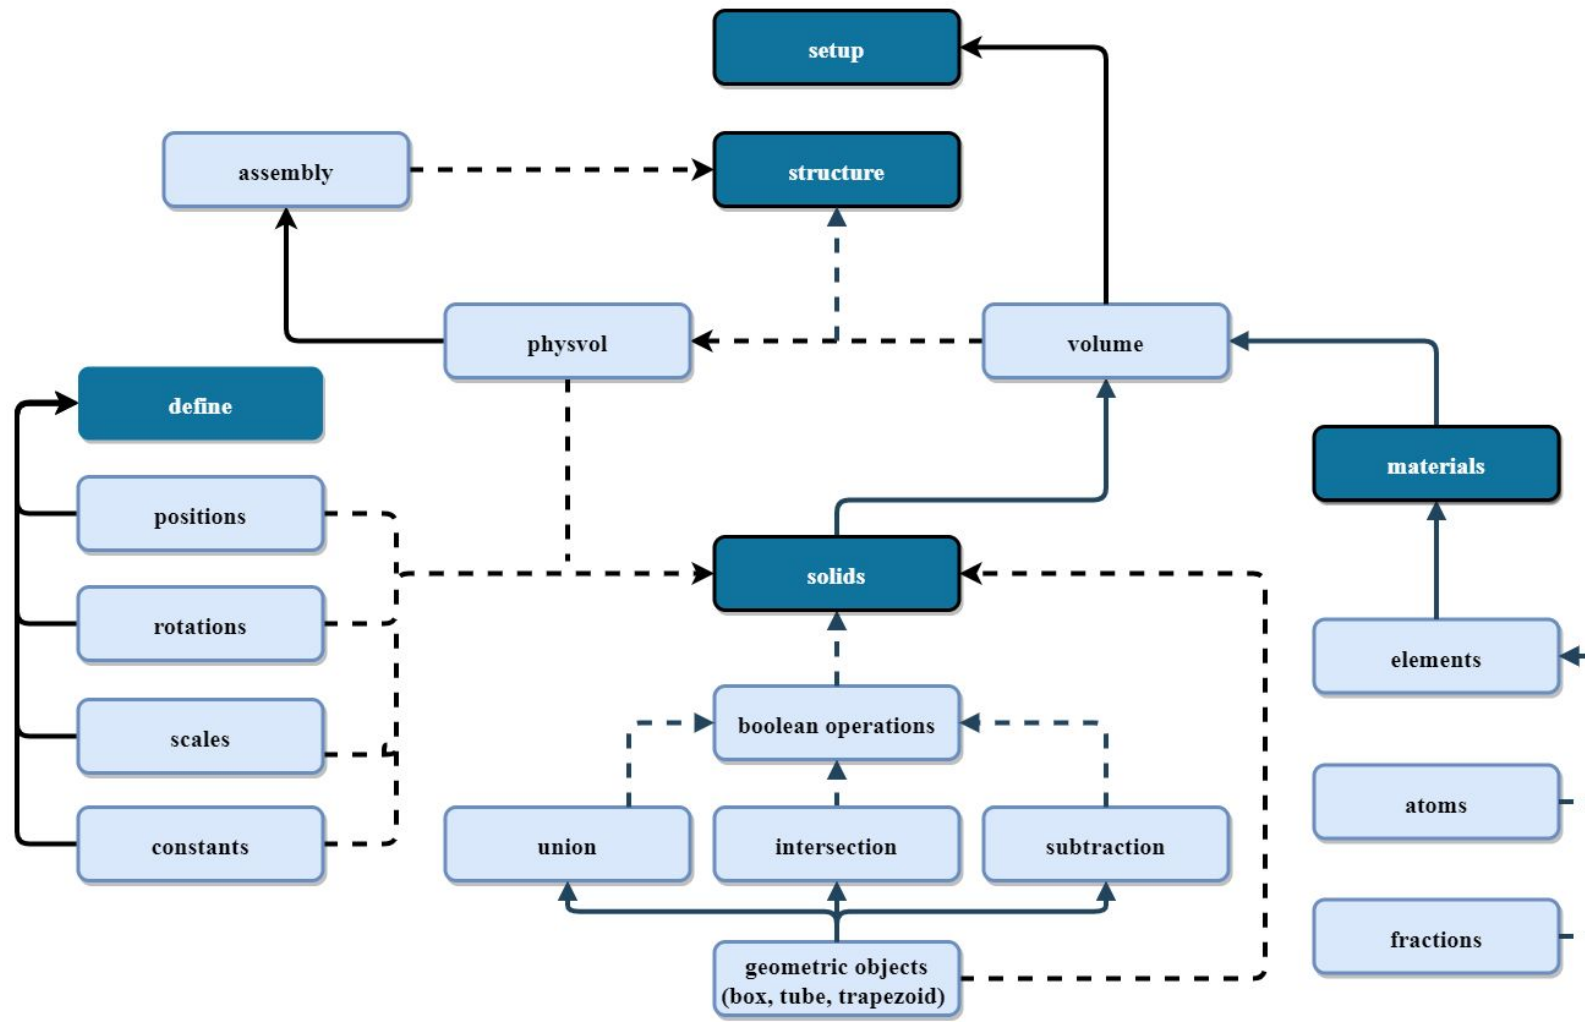 setup
assembly
structure
physvol
volume
define
materials
positions
solids
rotations
elements
scales
boolean operations
atoms
constants
union
intersection
subtraction
fractions
geometric objects
(box, tube, trapezoid)